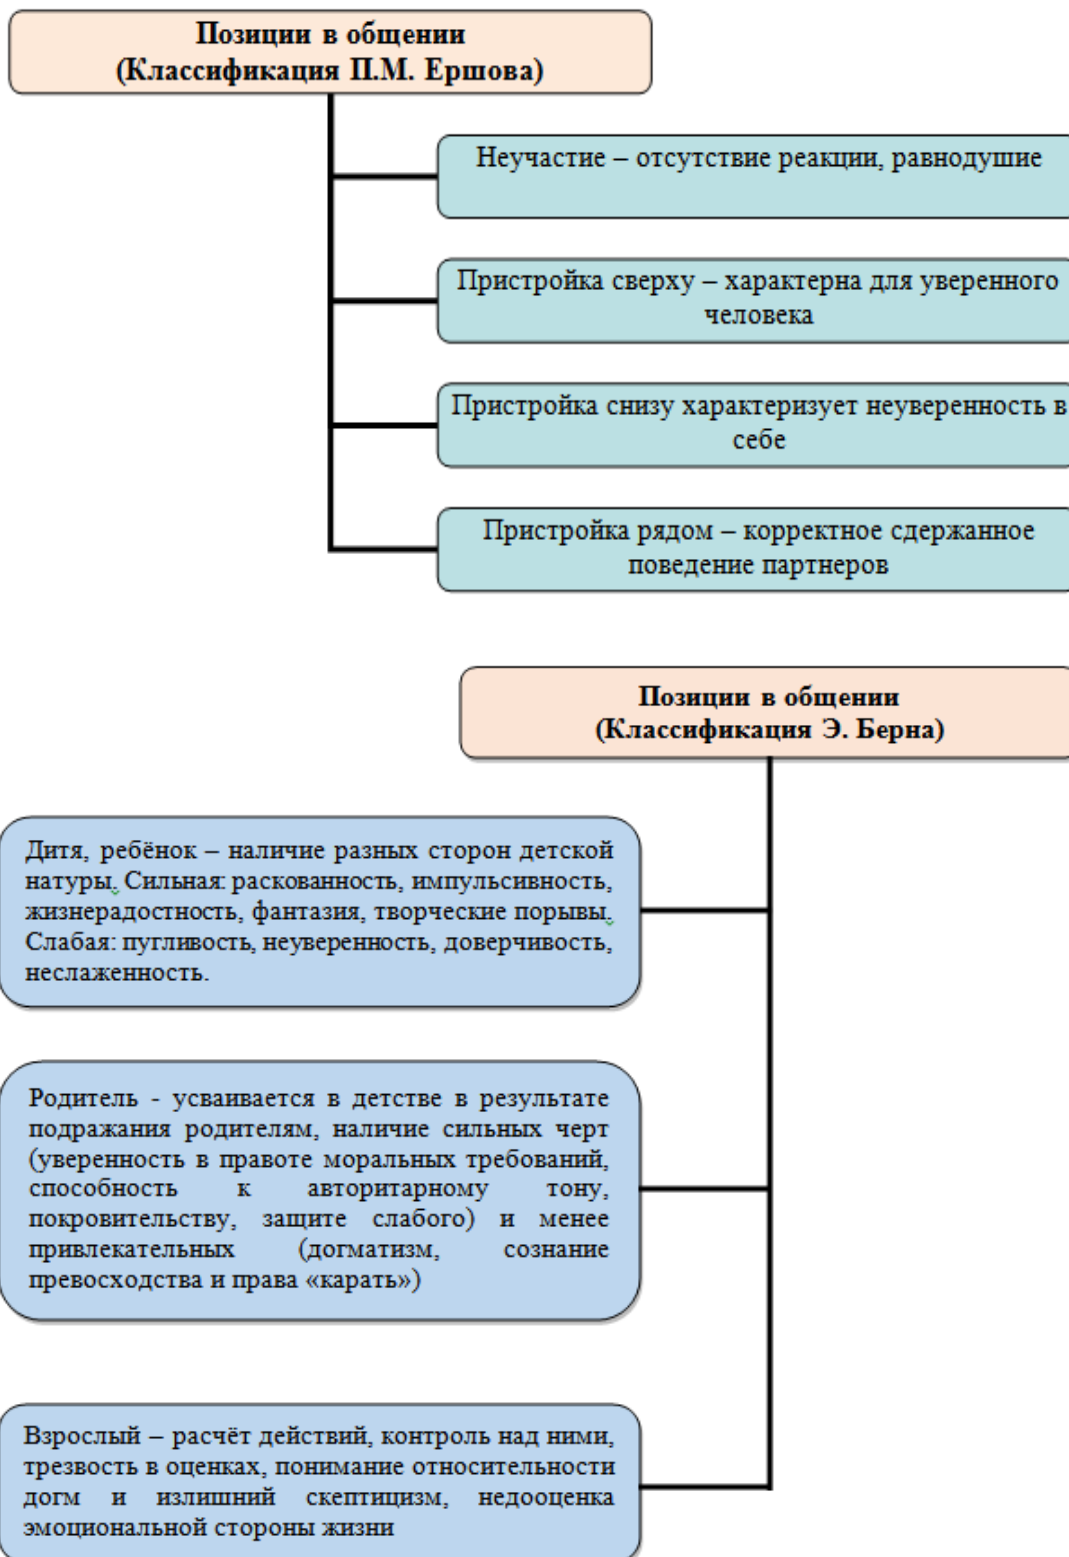 Позиции в общении
(Классификация П.М. Ершова)
Неучастие – отсутствие реакции, равнодушие
Пристройка сверху – характерна для уверенного
человека
Пристройка снизу характеризует неуверенность в
себе
Пристройка рядом – корректное сдержанное
поведение партнеров
Позиции в общении
(Классификация Э. Берна)
Дитя, ребёнок – наличие разных сторон детской
натуры. Сильная: раскованность, импульсивность,
жизнерадостность, фантазия, творческие порывы.
Слабая: пугливость, неуверенность, доверчивость,
неслаженность.
Родитель - усваивается в детстве в результате
подражания родителям, наличие сильных черт
(уверенность в правоте моральных требований,
способность к авторитарному тону,
покровительству, защите слабого) и менее
привлекательных (догматизм, сознание
превосходства и права «карать»)
Взрослый – расчёт действий, контроль над ними,
трезвость в оценках, понимание относительности
догм и излишний скептицизм, недооценка
эмоциональной стороны жизни